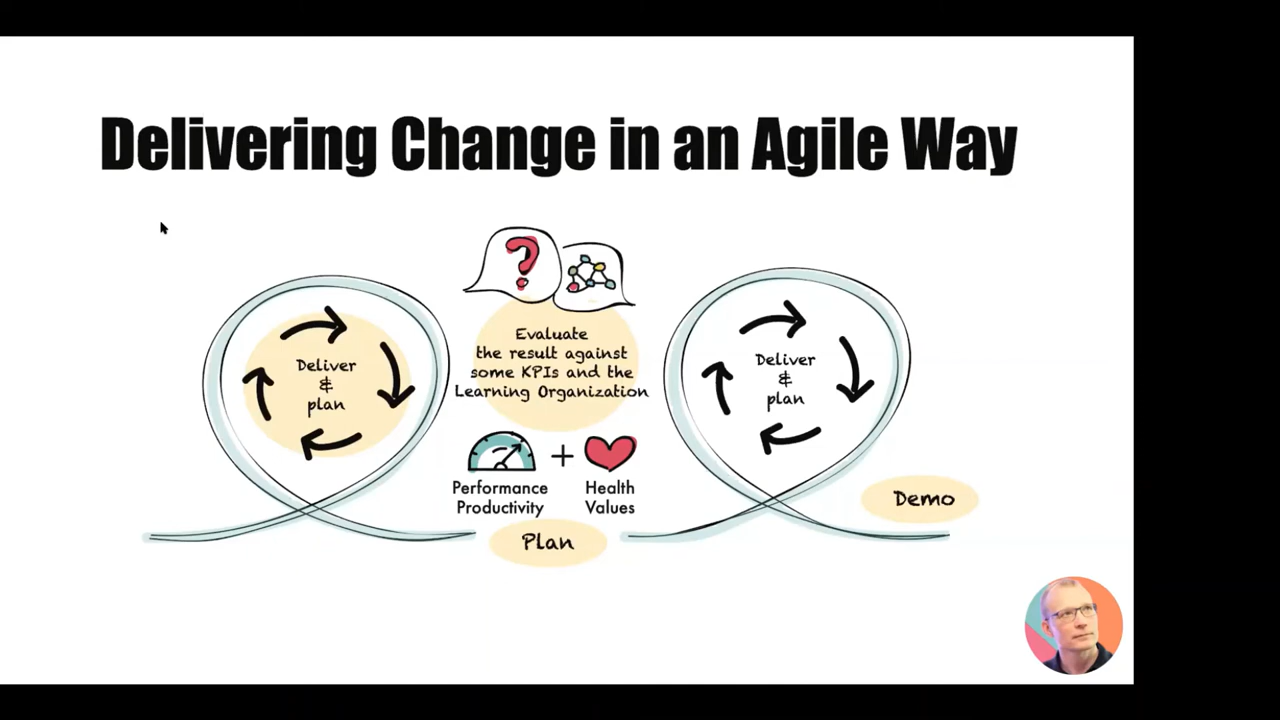 Delivering Change in an Agile Way
?
Deliver
&
plan
Evaluate
the result against
some KPIs and the
Learning Organization
Performance
Productivity
+
Health
Values
Plan
Deliver
&
plan
Demo